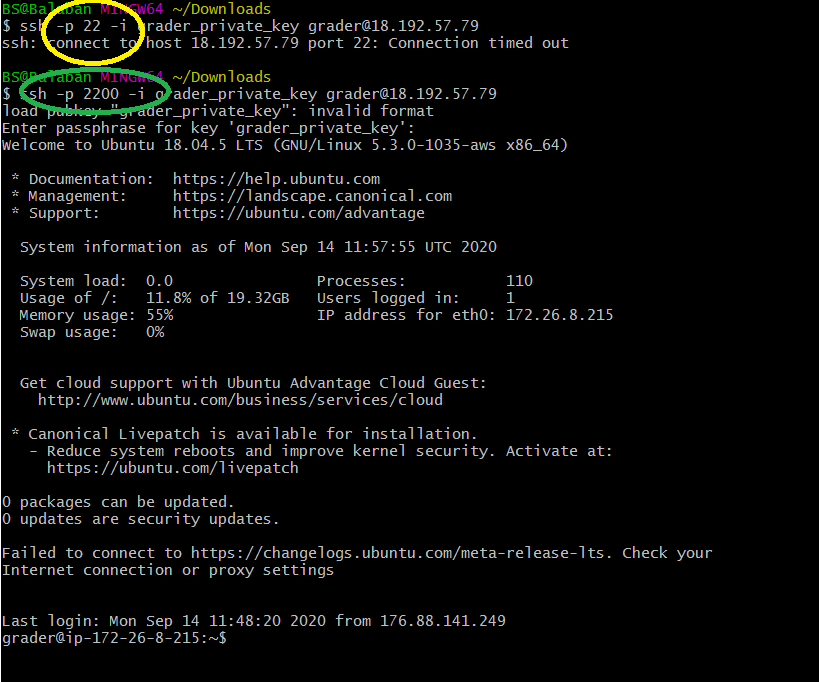 BS@Balaban MINGW64 ~/Downloads
$ ssh -p 22 -i grader_private_key grader@18.192.57.79
ssh: connect to host 18.192.57.79 port 22: Connection timed out
BS@Balaban MINGW64 ~/Downloads
$ ssh -p 2200 -i grader_private_key grader@18.192.57.79
load pubkey "grader_private_key": invalid format
Enter passphrase for key 'grader_private_key':
Welcome to Ubuntu 18.04.5 LTS (GNU/Linux 5.3.0-1035-aws x86_64)
* Documentation: https://help.ubuntu.com
* Management: https://landscape.canonical.com
* Support: https://ubuntu.com/advantage
System information as of Mon Sep 14 11:57:55 UTC 2020
System load: 0.0 Processes: 110
Usage of /: 11.8% of 19.32GB Users logged in: 1
Memory usage: 55% IP address for eth0: 172.26.8.215
Swap usage: 0%
Get cloud support with Ubuntu Advantage Cloud Guest:
http://www.ubuntu.com/business/services/cloud
* Canonical Livepatch is available for installation.
- Reduce system reboots and improve kernel security. Activate at:
https://ubuntu.com/livepatch
0 packages can be updated.
0 updates are security updates.
Failed to connect to https://changelogs.ubuntu.com/meta-release-lts. Check your
Internet connection or proxy settings
Last login: Mon Sep 14 11:48:20 2020 from 176.88.141.249
grader@ip-172-26-8-215:~$